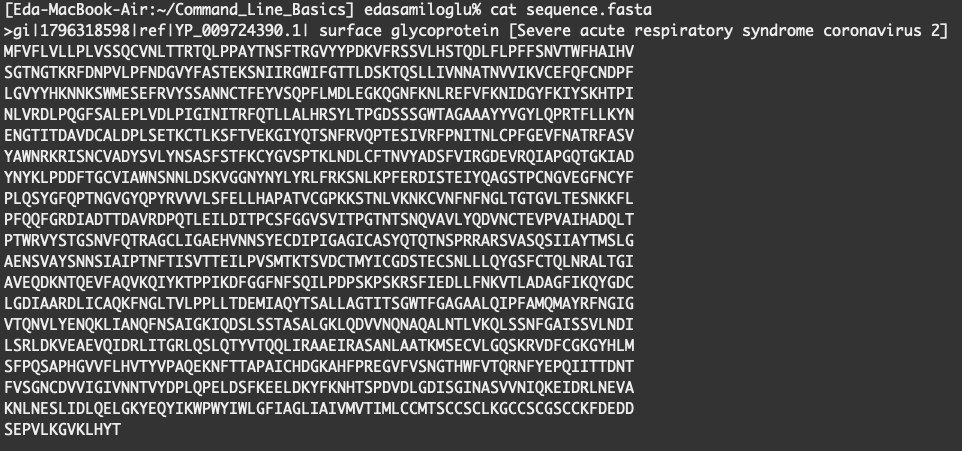 [Eda-MacBook-Air:~/Command_Line_Basics] edasamiloglu% cat sequence.fasta
>gi|1796318598|ref|YP_009724390.1| surface glycoprotein [Severe acute respiratory syndrome coronavirus 2]
MFVFLVLLPLVSSQCVNLTTRTQLPPAYTNSFTRGVYYPDKVFRSSVLHSTQDLFLPFFSNVTWFHAIHV
SGTNGTKRFDNPVLPFNDGVYFASTEKSNIIRGWIFGTTLDSKTQSLLIVNNATNVVIKVCEFQFCNDPF
LGVYYHKNNKSWMESEFRVYSSANNCTFEYVSQPFLMDLEGKQGNFKNLREFVFKNIDGYFKIYSKHTPI
NLVRDLPQGFSALEPLVDLPIGINITRFQTLLALHRSYLTPGDSSSGWTAGAAAYYVGYLQPRTFLLKYN
ENGTITDAVDCALDPLSETKCTLKSFTVEKGIYQTSNFRVQPTESIVRFPNITNLCPFGEVFNATRFASV
YAWNRKRISNCVADYSVLYNSASFSTFKCYGVSPTKLNDLCFTNVYADSFVIRGDEVRQIAPGQTGKIAD
YNYKLPDDFTGCVIAWNSNNLDSKVGGNYNYLYRLFRKSNLKPFERDISTEIYQAGSTPCNGVEGFNCYF
PLQSYGFQPTNGVGYQPYRVVVLSFELLHAPATVCGPKKSTNLVKNKCVNFNFNGLTGTGVLTESNKKFL
PFQQFGRDIADTTDAVRDPQTLEILDITPCSFGGVSVITPGTNTSNQVAVLYQDVNCTEVPVAIHADQLT
PTWRVYSTGSNVFQTRAGCLIGAEHVNNSYECDIPIGAGICASYQTQTNSPRRARSVASQSIIAYTMSLG
AENSVAYSNNSIAIPTNFTISVTTEILPVSMTKTSVDCTMYICGDSTECSNLLLQYGSFCTQLNRALTGI
AVEQDKNTQEVFAQVKQIYKTPPIKDFGGFNFSQILPDPSKPSKRSFIEDLLFNKVTLADAGFIKQYGDC
LGDIAARDLICAQKFNGLTVLPPLLTDEMIAQYTSALLAGTITSGWTFGAGAALQIPFAMQMAYRFNGIG
VTQNVLYENQKLIANQFNSAIGKIQDSLSSTASALGKLQDVVNQNAQALNTLVKQLSSNFGAISSVLNDI
LSRLDKVEAEVQIDRLITGRLQSLQTYVTQQLIRAAEIRASANLAATKMSECVLGQSKRVDFCGKGYHLM
SFPQSAPHGVVFLHVTYVPAQEKNFTTAPAICHDGKAHFPREGVFVSNGTHWFVTQRNFYEPQIITTDNT
FVSGNCDVVIGIVNNTVYDPLQPELDSFKEELDKYFKNHTSPDVDLGDISGINASVVNIQKEIDRLNEVA
KNLNESLIDLQELGKYEQYIKWPWYIWLGFIAGLIAIVMVTIMLCCMTSCCSCLKGCCSCGSCCKFDEDD
SEPVLKGVKLHYT